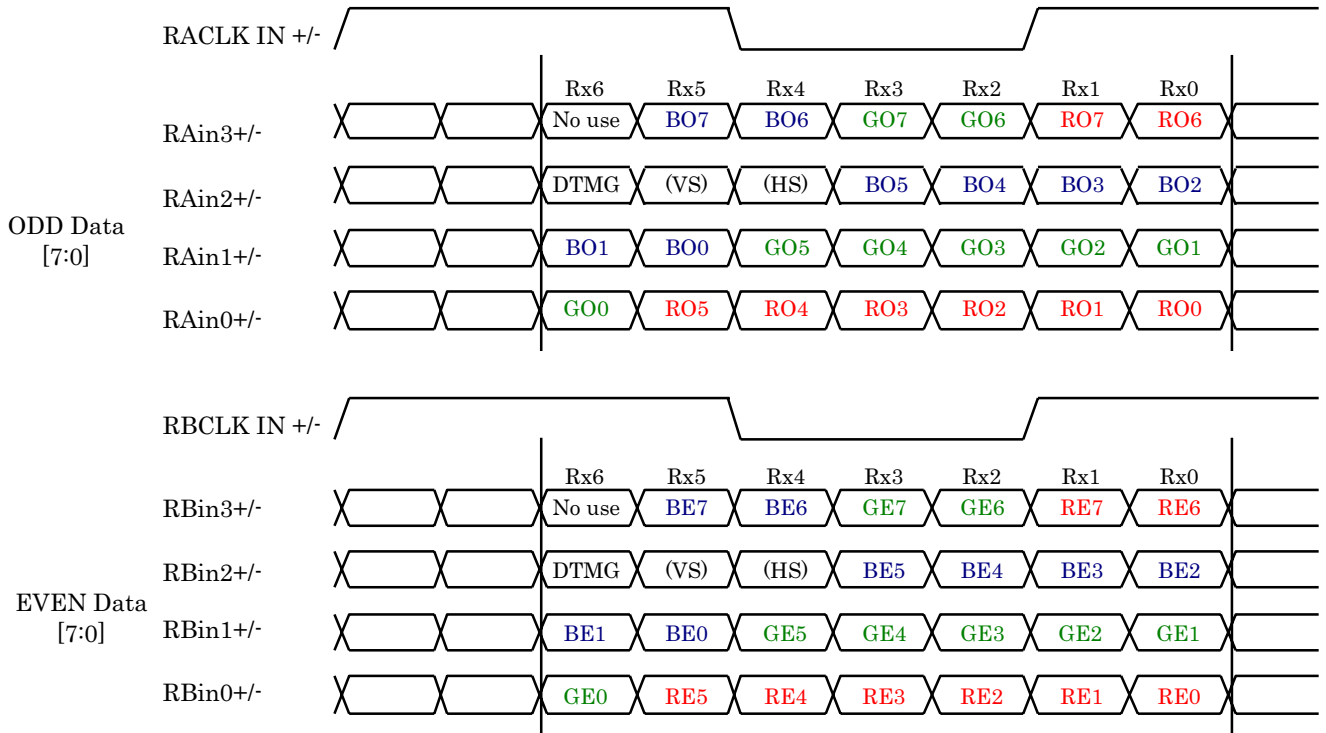 RACLK IN +/-
Rx6 Rx5 Rx4 Rx3 Rx2 Rx1 Rx0
RAin3+/- No use BO7 BO6 GO7 GO6 RO7 RO6
RAin2+/- DTMG (VS) (HS) BO5 BO4 BO3 BO2
ODD Data
[7:0]
RAin1+/- BO1 BO0 GO5 GO4 GO3 GO2 GO1
RAin0+/- GO0 RO5 RO4 RO3 RO2 RO1 RO0
RBCLK IN +/-
Rx6 Rx5 Rx4 Rx3 Rx2 Rx1 Rx0
RBin3+/- No use BE7 BE6 GE7 GE6 RE7 RE6
RBin2+/- DTMG (VS) (HS) BE5 BE4 BE3 BE2
EVEN Data
[7:0]
RBin1+/- BE1 BE0 GE5 GE4 GE3 GE2 GE1
RBin0+/- GE0 RE5 RE4 RE3 RE2 RE1 RE0